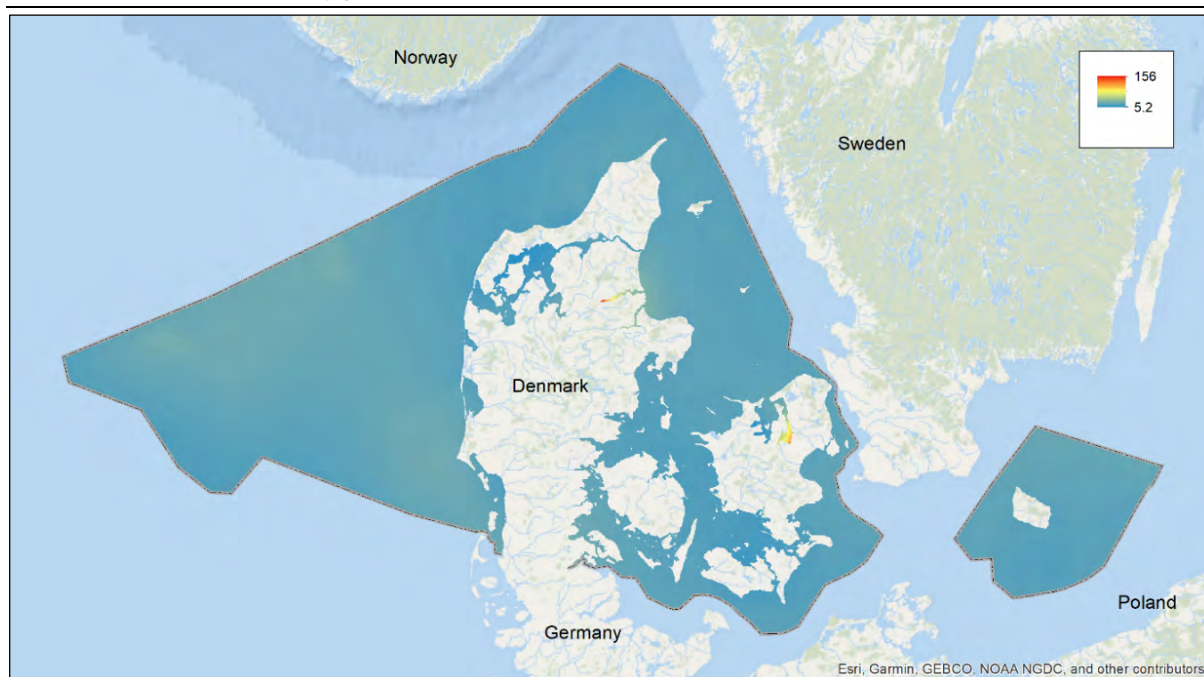 Norway
156
5.2
Sweden
Denmark
Poland
Germany
Esri, Garmin, GEBCO, NOAA NGDC, and other contributors